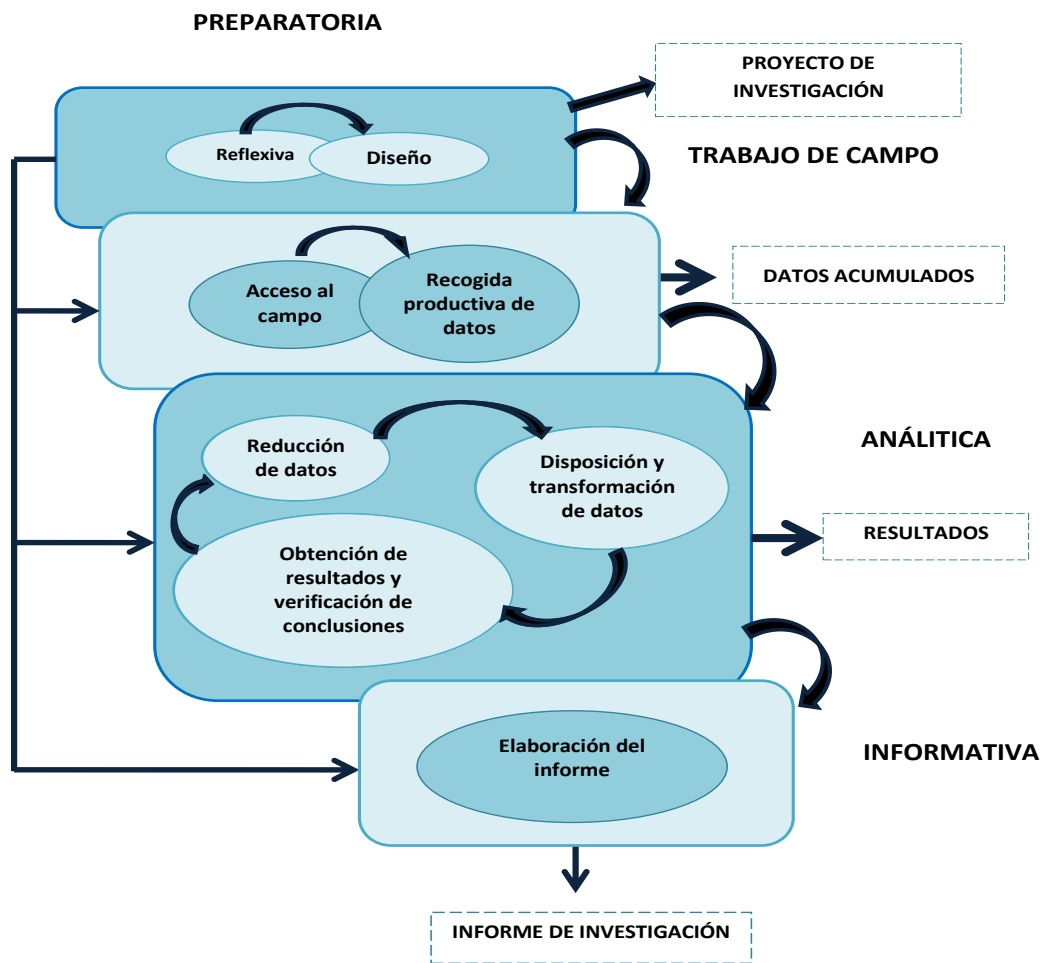 PREPARATORIA
PROYECTO DE
INVESTIGACIÓN
Reflexiva
Diseño
TRABAJO DE CAMPO
Acceso al
campo
Recogida
productiva de
datos
DATOS ACUMULADOS
ANÁLITICA
Reducción
de datos
Disposición y
transformación
de datos
RESULTADOS
Obtención de
resultados y
verificación de
conclusiones
Elaboración del
informe
INFORMATIVA
INFORME DE INVESTIGACIÓN